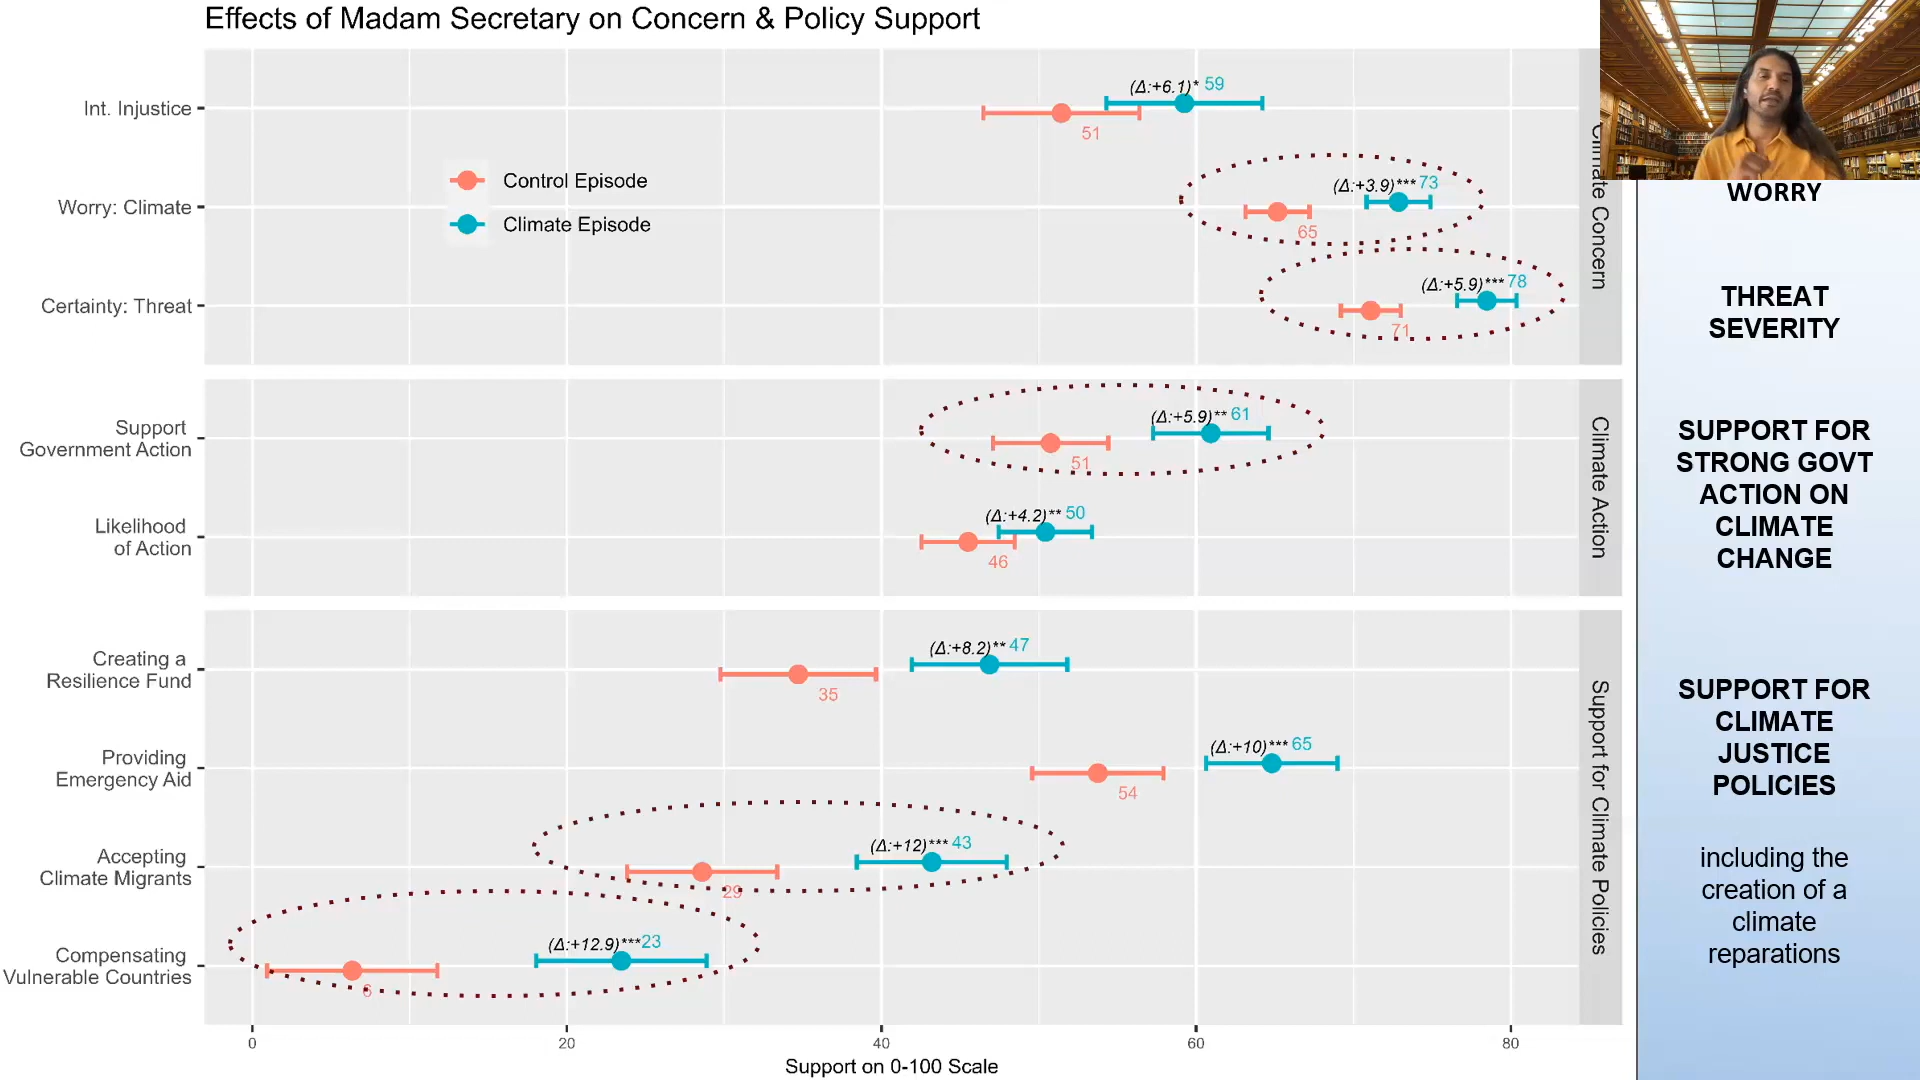 Effects of Madam Secretary on Concern & Policy Support
Int. Injustice
(Δ:+6.1)* 59
51
Control Episode
Climate Episode
Worry: Climate
(Δ:+3.9)*** 73
65
Certainty: Threat
(Δ:+5.9)*** 78
71
Climate Concern
Support
Government Action
(Δ:+5.9)** 61
51
Likelihood
of Action
(Δ:+4.2)** 50
46
Climate Action
Creating a
Resilience Fund
(Δ:+8.2)** 47
35
Providing
Emergency Aid
(Δ:+10)*** 65
54
Accepting
Climate Migrants
(Δ:+12)*** 43
29
Compensating
Vulnerable Countries
(Δ:+12.9)*** 23
6
Support for Climate Policies
0 20 40 60 80
Support on 0-100 Scale
WORRY
THREAT
SEVERITY
SUPPORT FOR
STRONG GOVT
ACTION ON
CLIMATE
CHANGE
SUPPORT FOR
CLIMATE
JUSTICE
POLICIES
including the
creation of a
climate
reparations